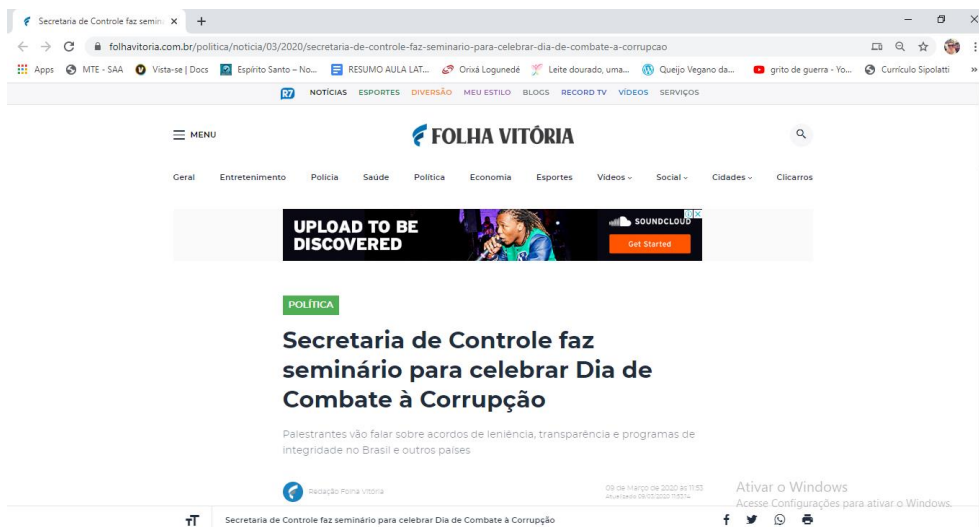 Secretaria de Controle faz semin
folhavitoria.com.br/politica/noticia/03/2020/secretaria-de-controle-faz-seminario-para-celebrar-dia-de-combate-a-corrupcao
Apps MTE - SAA Vista-se | Docs Espírito Santo – No... RESUMO AULA LAT... Orixá Logunedé Leite dourado, uma... Queijo Vegano da... grito de guerra - Yo... Currículo Sipolatti »
R7 NOTÍCIAS ESPORTES DIVERSÃO MEU ESTILO BLOGS RECORD TV VÍDEOS SERVIÇOS
MENU FOLHA VITÓRIA
Geral Entretenimento Polícia Saúde Política Economia Esportes Vídeos Social Cidades Clicarros
UPLOAD TO BE
DISCOVERED
SOUNDCLOUD
Get Started
POLÍTICA
Secretaria de Controle faz
seminário para celebrar Dia de
Combate à Corrupção
Palestrantes vão falar sobre acordos de leniência, transparência e programas de
integridade no Brasil e outros países
Redação Folha Vitória
09 de Março de 2020 às 11:53
Ativar o Windows
Acesse Configurações para ativar o Windows.
TT Secretaria de Controle faz seminário para celebrar Dia de Combate à Corrupção